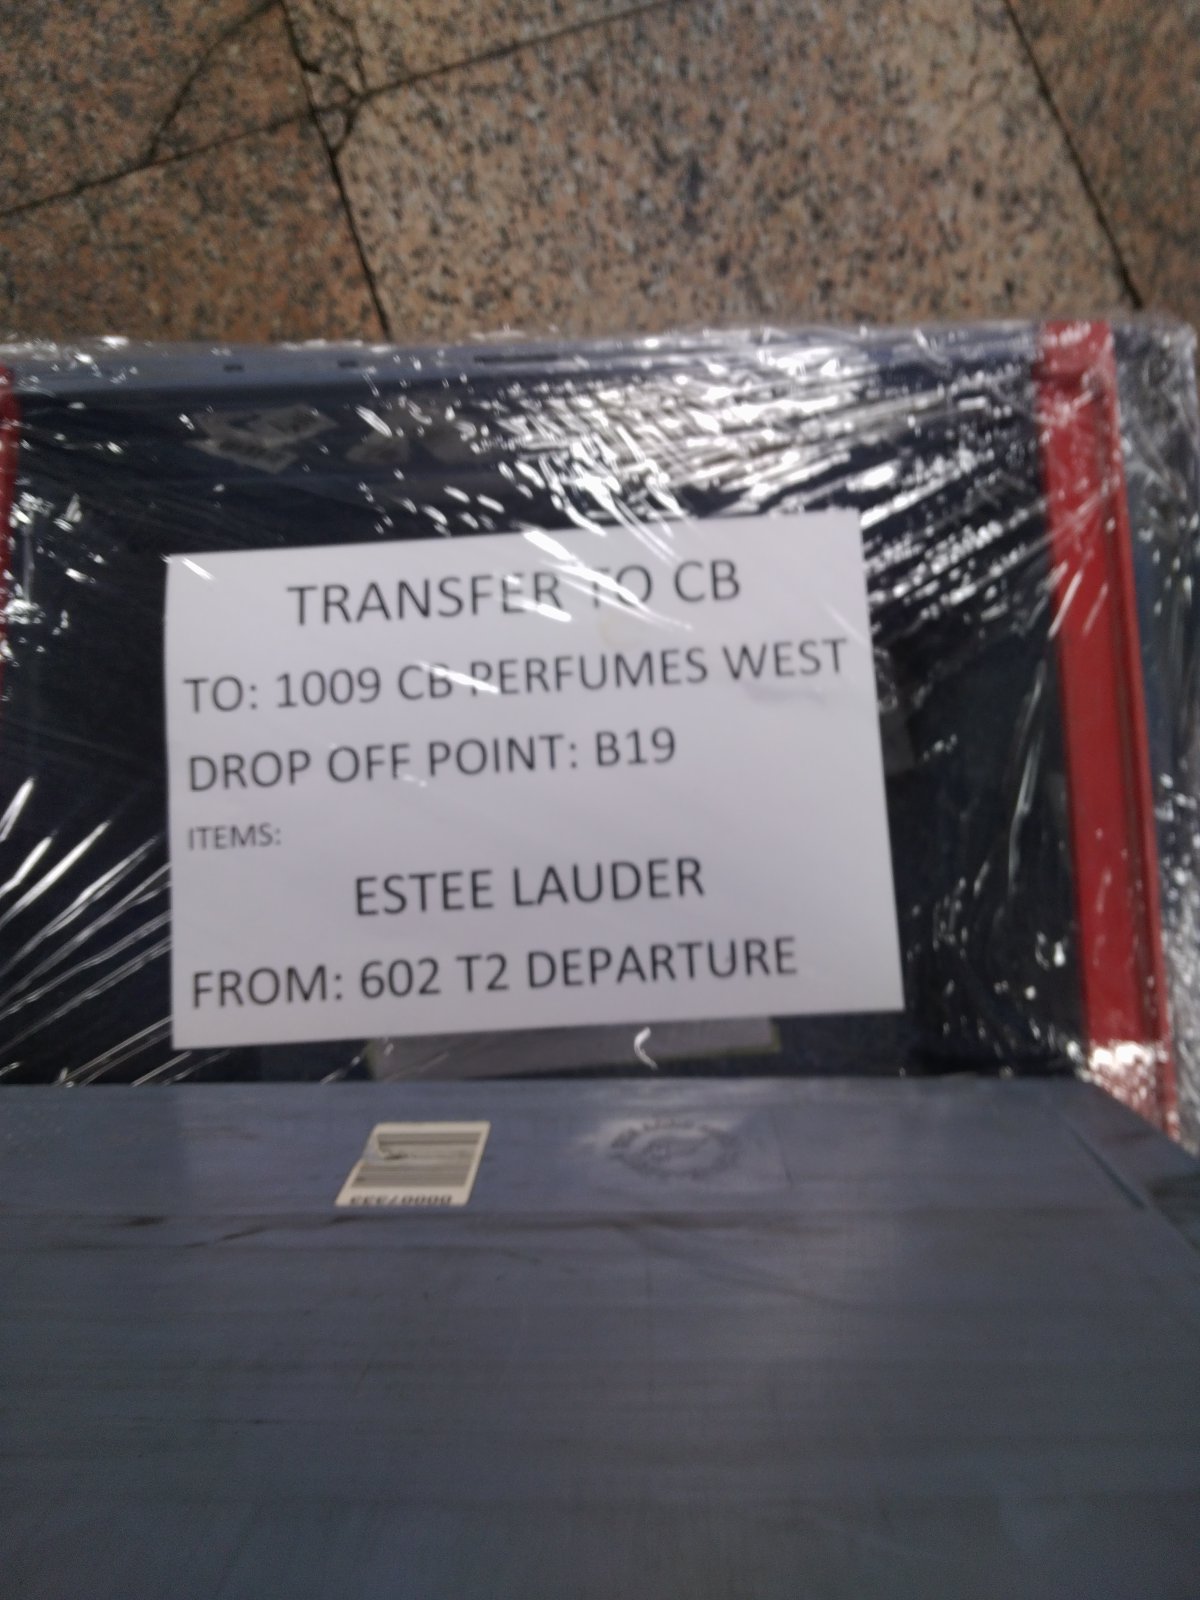 TRANSFER TO CB
TO: 1009 CB PERFUMES WEST
DROP OFF POINT: B19
ITEMS:
ESTEE LAUDER
FROM: 602 T2 DEPARTURE